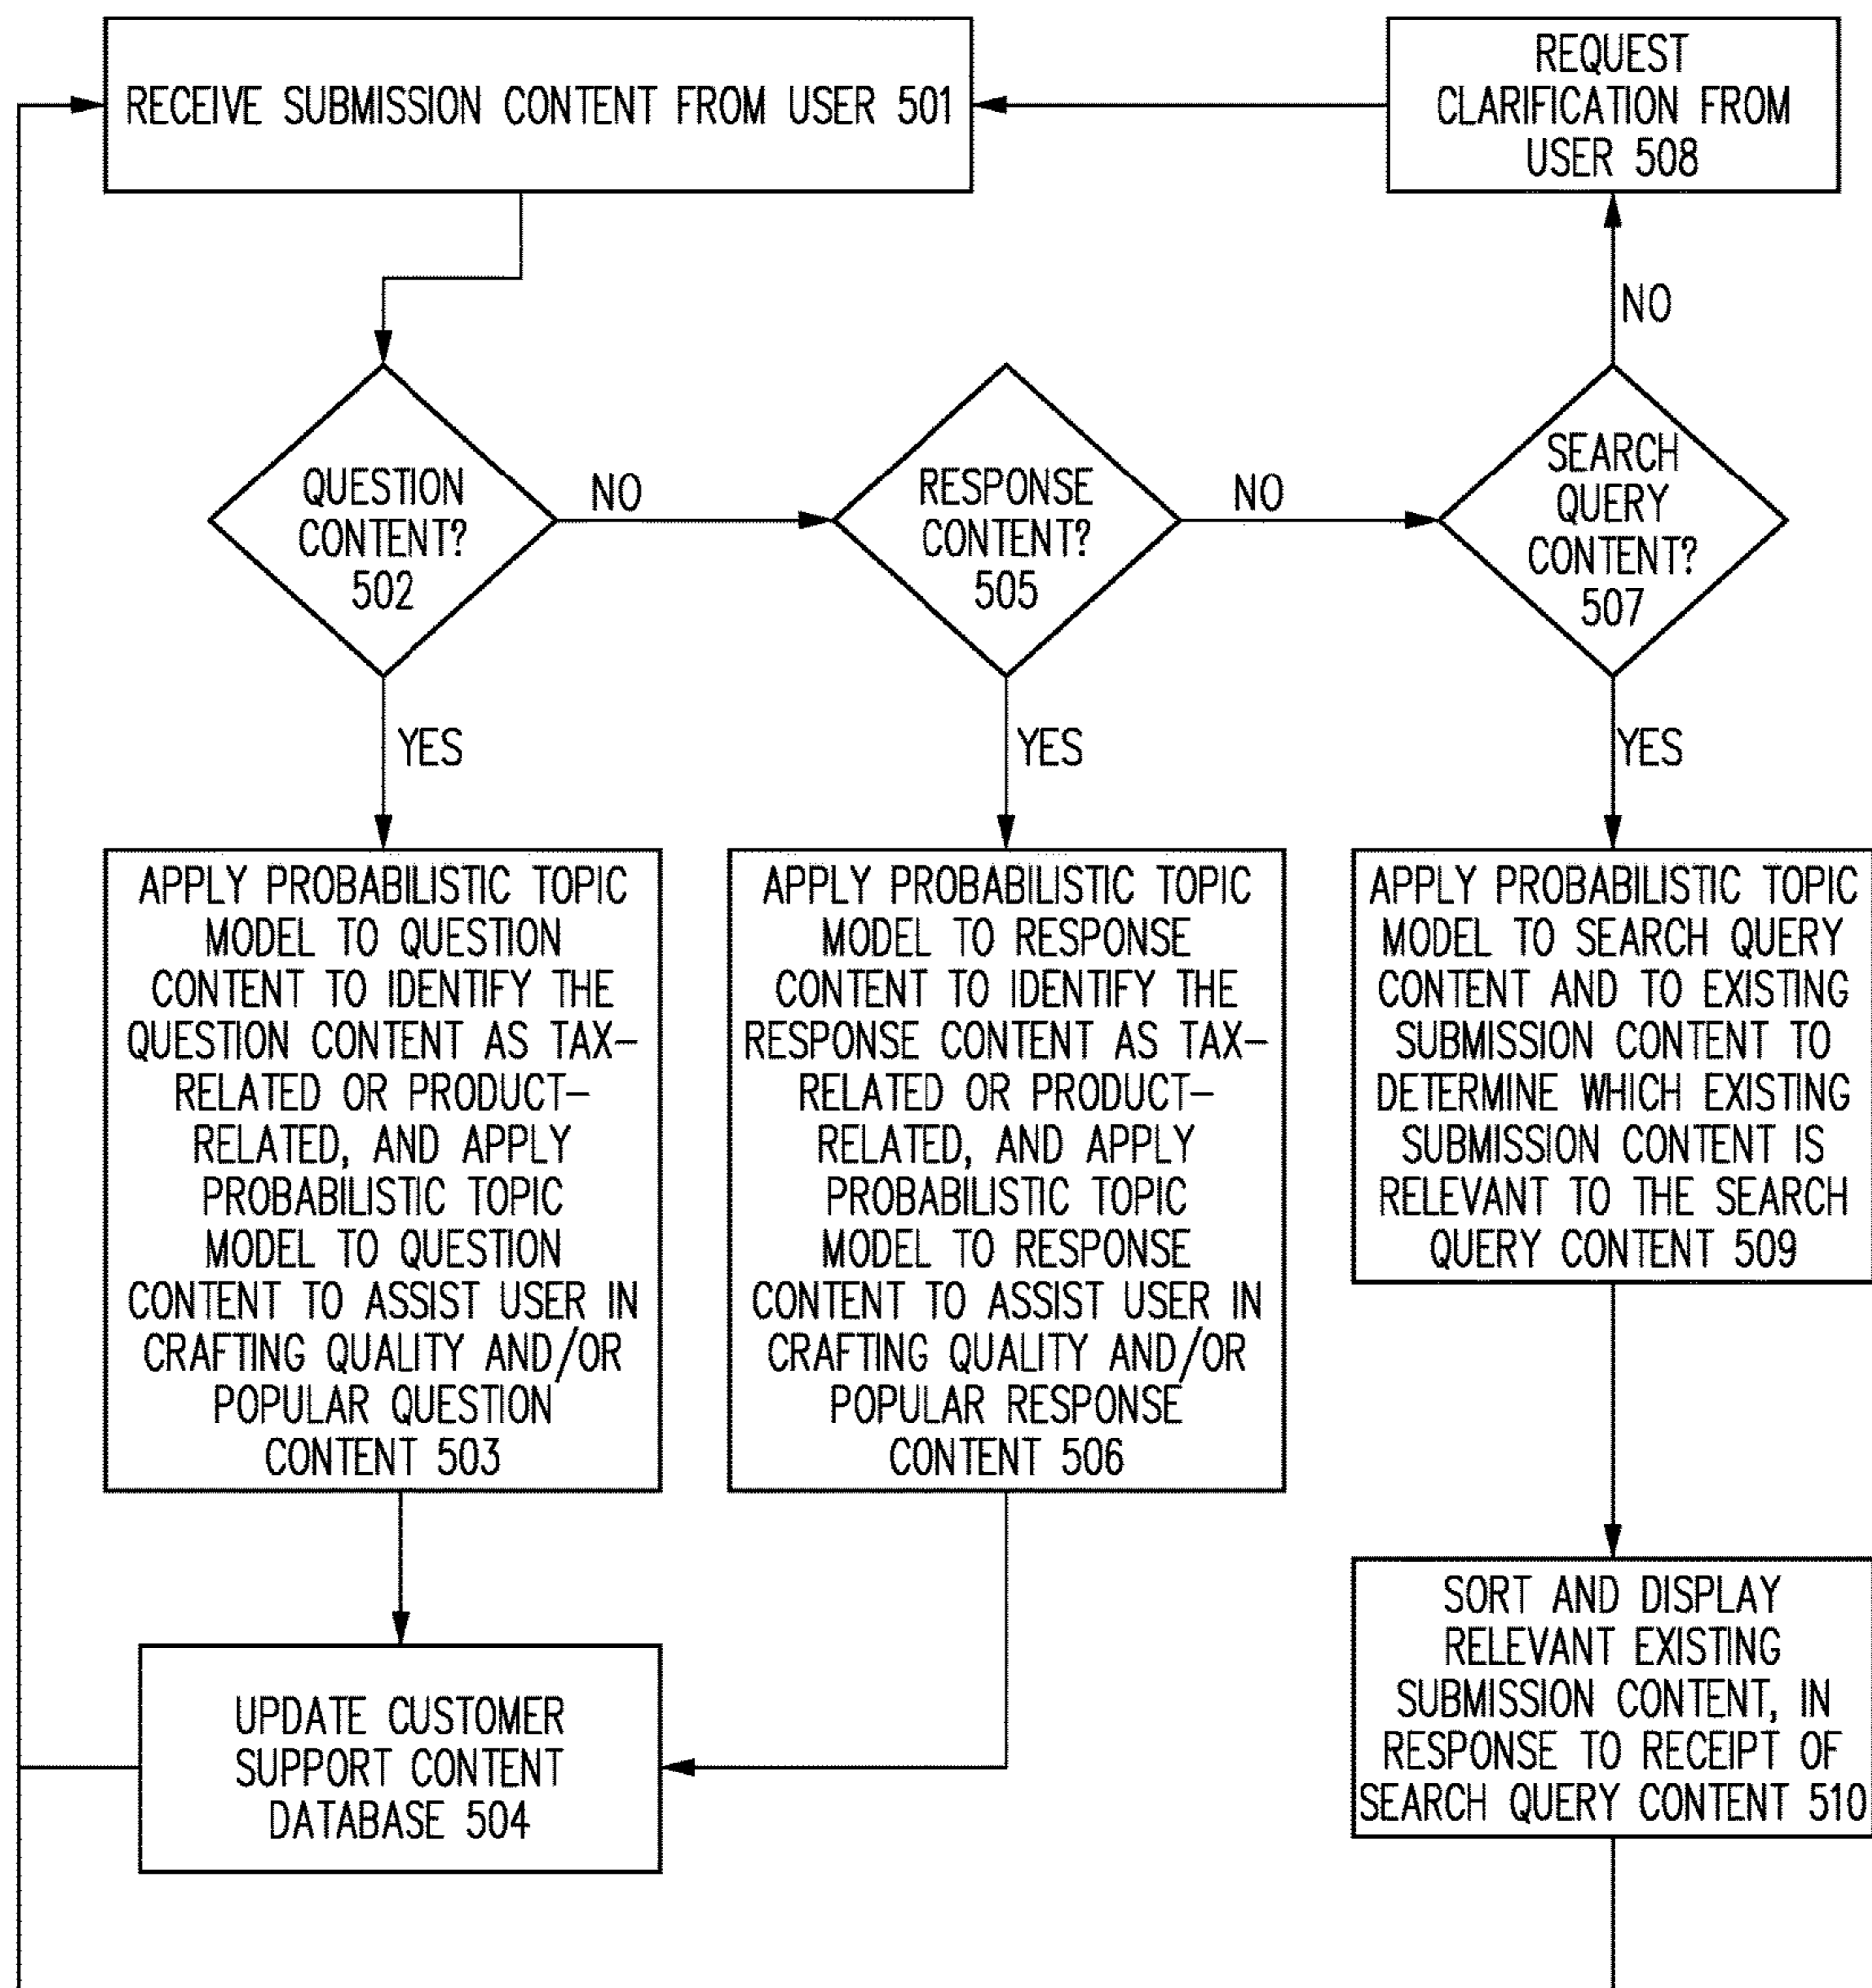 RECEIVE SUBMISSION CONTENT FROM USER 501
REQUEST
CLARIFICATION FROM
USER 508
NO
QUESTION
CONTENT?
502
NO
RESPONSE
CONTENT?
505
NO
SEARCH
QUERY
CONTENT?
507
YES
YES
YES
APPLY PROBABILISTIC TOPIC
MODEL TO QUESTION
CONTENT TO IDENTIFY THE
QUESTION CONTENT AS TAX-
RELATED OR PRODUCT-
RELATED, AND APPLY
PROBABILISTIC TOPIC
MODEL TO QUESTION
CONTENT TO ASSIST USER IN
CRAFTING QUALITY AND/OR
POPULAR QUESTION
CONTENT 503
APPLY PROBABILISTIC TOPIC
MODEL TO RESPONSE
CONTENT TO IDENTIFY THE
RESPONSE CONTENT AS TAX-
RELATED OR PRODUCT-
RELATED, AND APPLY
PROBABILISTIC TOPIC
MODEL TO RESPONSE
CONTENT TO ASSIST USER IN
CRAFTING QUALITY AND/OR
POPULAR RESPONSE
CONTENT 506
APPLY PROBABILISTIC TOPIC
MODEL TO SEARCH QUERY
CONTENT AND TO EXISTING
SUBMISSION CONTENT TO
DETERMINE WHICH EXISTING
SUBMISSION CONTENT IS
RELEVANT TO THE SEARCH
QUERY CONTENT 509
UPDATE CUSTOMER
SUPPORT CONTENT
DATABASE 504
SORT AND DISPLAY
RELEVANT EXISTING
SUBMISSION CONTENT, IN
RESPONSE TO RECEIPT OF
SEARCH QUERY CONTENT 510